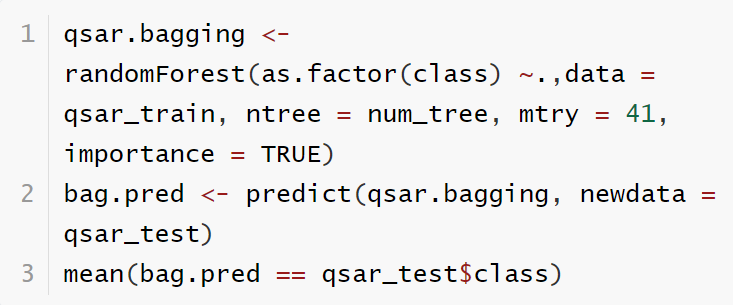 1 qsar.bagging <-
randomForest(as.factor(class) ~.,data =
qsar_train, ntree = num_tree, mtry = 41,
importance = TRUE)
2 bag.pred <- predict(qsar.bagging, newdata =
qsar_test)
3 mean(bag.pred == qsar_test$class)